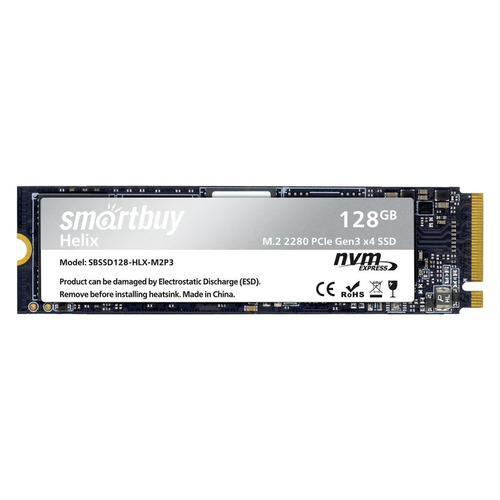 smartbuy
Helix
128GB
M.2 2280 PCIe Gen3 x4 SSD
Model: SBSSD128-HLX-M2P3
nvm
EXPRESS
Product can be damaged by Electrostatic Discharge (ESD).
Remove before installing heatsink. Made in China.
CE RoHS